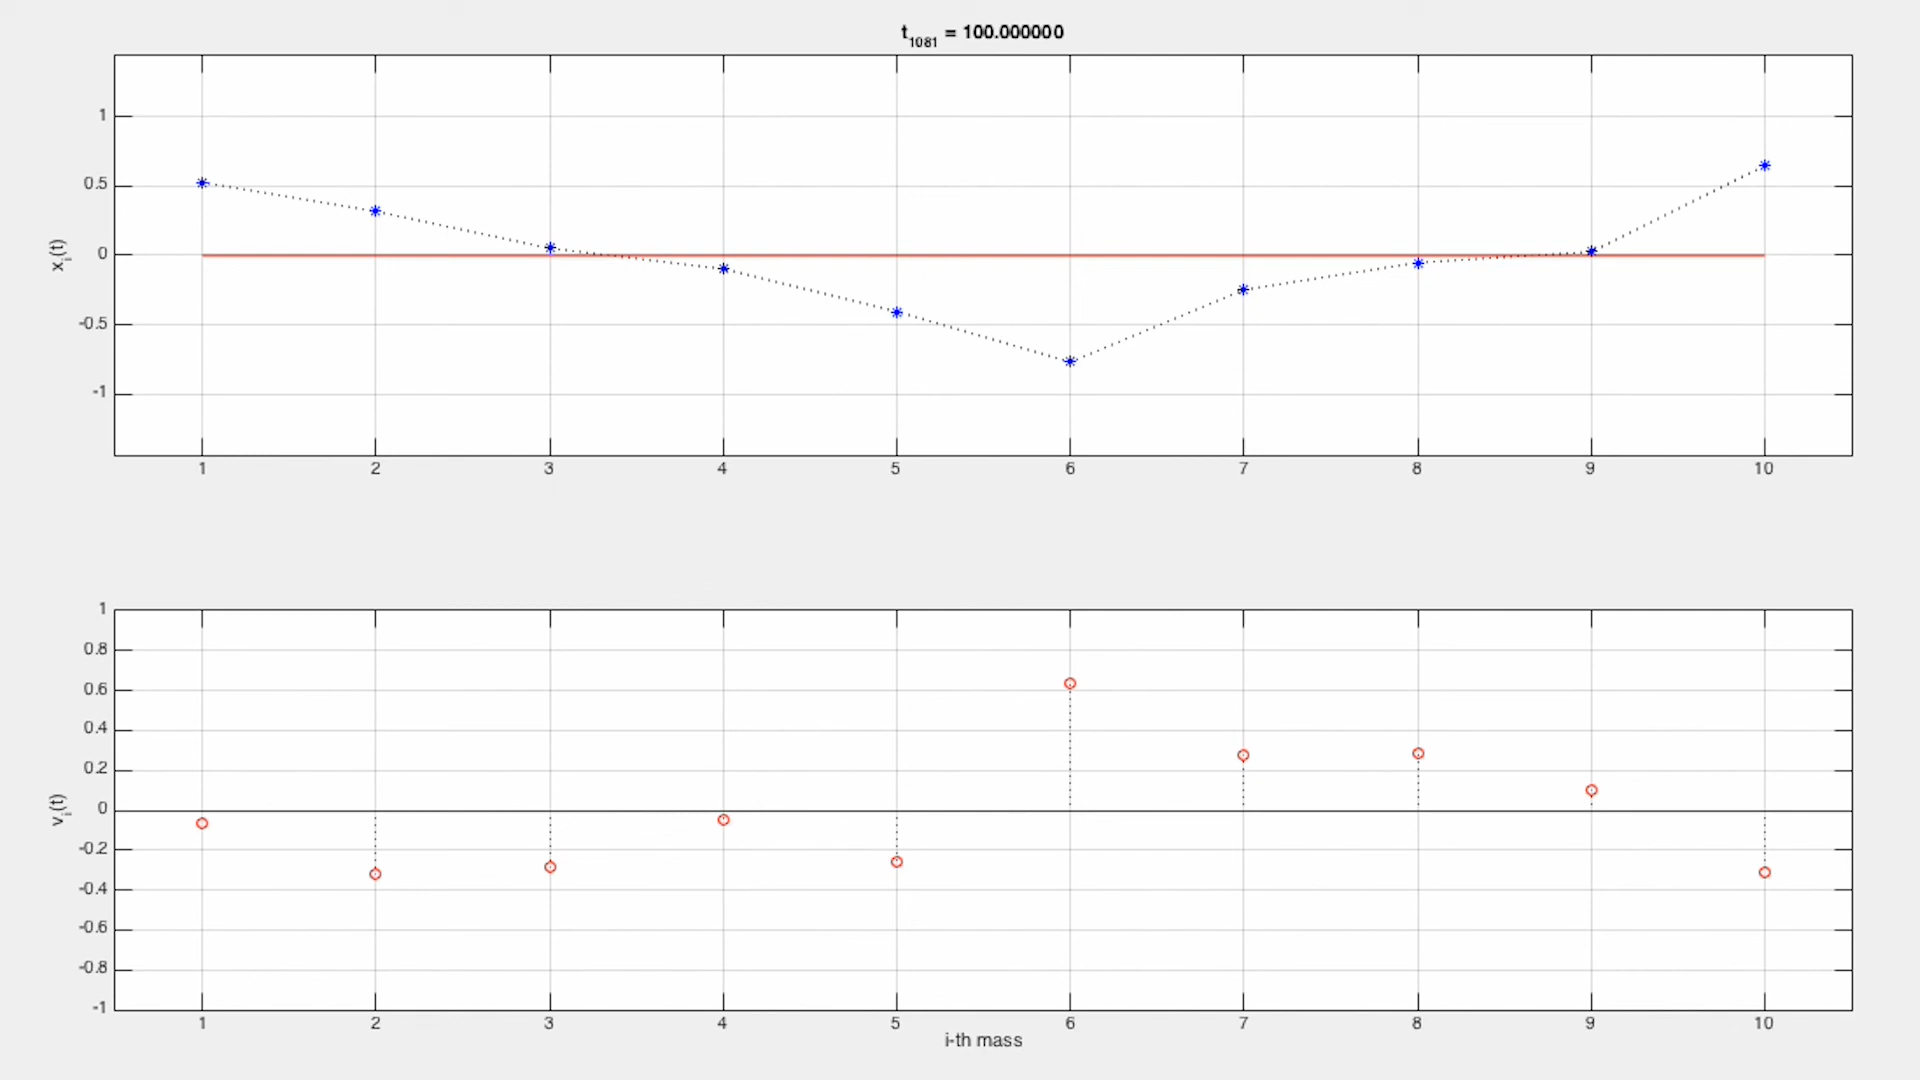 t1081 = 100.000000
1
0.5
0
-0.5
-1
xi(t)
1 2 3 4 5 6 7 8 9 10
1
0.8
0.6
0.4
0.2
0
-0.2
-0.4
-0.6
-0.8
-1
vi(t)
1 2 3 4 5 6 7 8 9 10
i-th mass